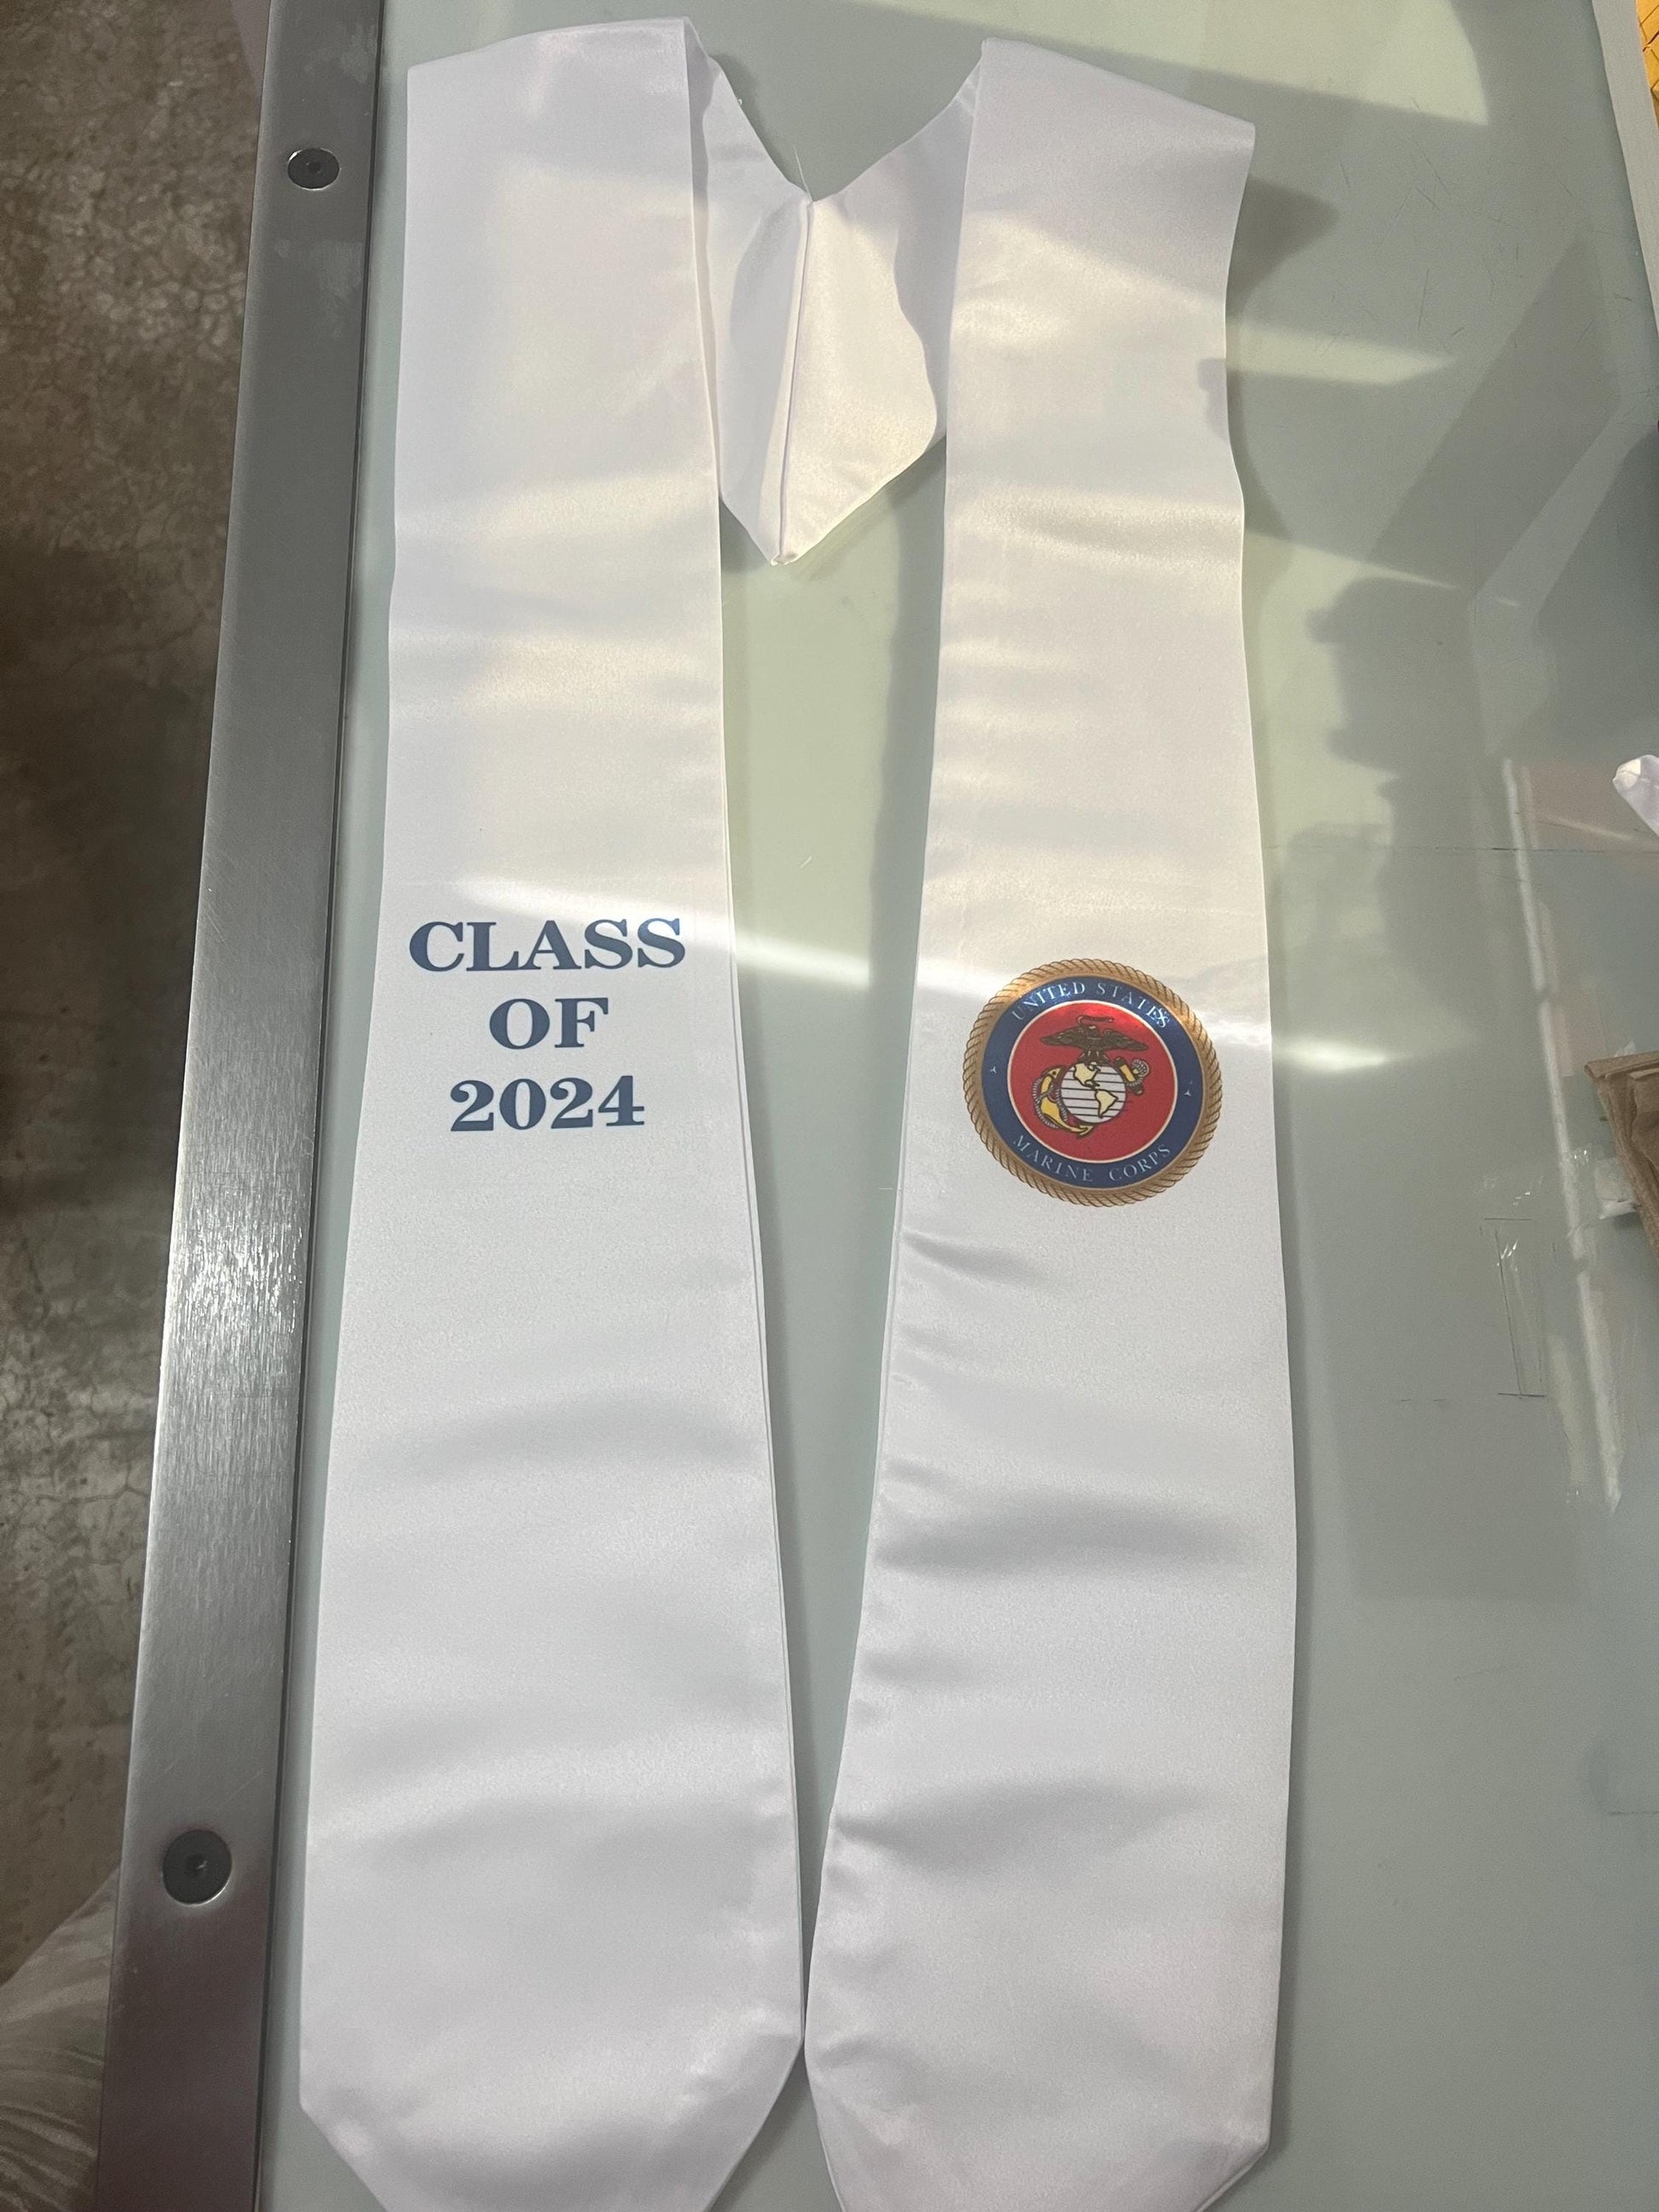 CLASS
OF
2024
UNITED STATES
MARINE CORPS